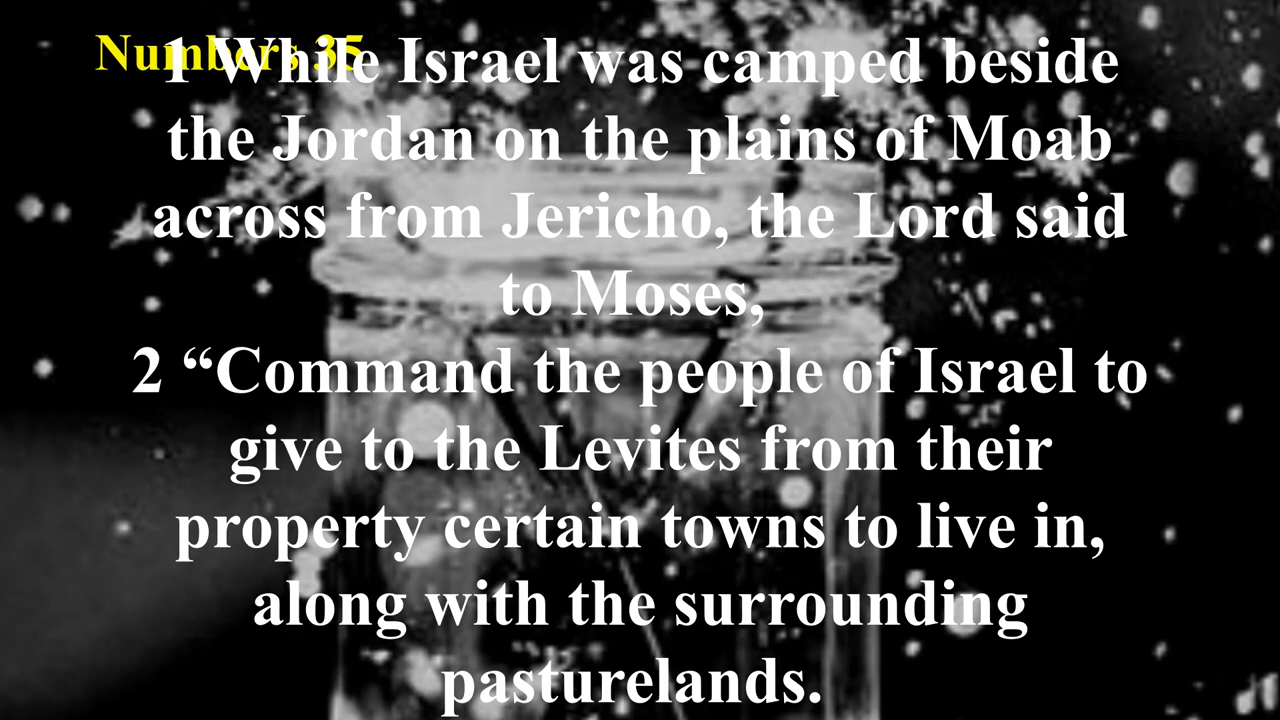 Numbers 35
1 While Israel was camped beside
the Jordan on the plains of Moab
across from Jericho, the Lord said
to Moses,
2 “Command the people of Israel to
give to the Levites from their
property certain towns to live in,
along with the surrounding
pasturelands.